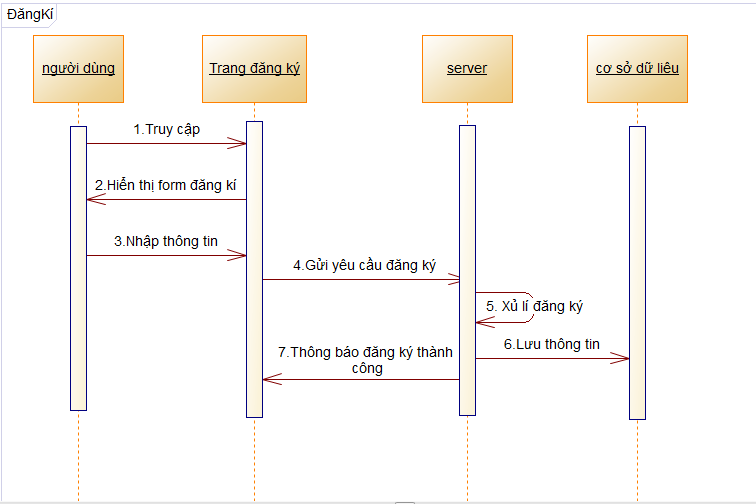 ĐăngKí
người dùng
Trang đăng ký
server
cơ sở dữ liêu
1.Truy cập
2.Hiển thị form đăng kí
3.Nhập thông tin
4.Gửi yêu cầu đăng ký
5. Xủ lí đăng ký
6.Lưu thông tin
7.Thông báo đăng ký thành
công